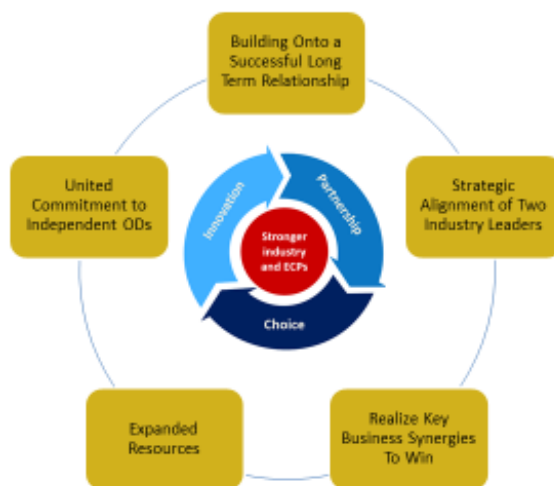 Building Onto a
Successful Long
Term Relationship
United
Commitment to
Independent ODs
Strategic
Alignment of Two
Industry Leaders
Innovation
Partnership
Stronger
industry
and ECPs
Choice
Expanded
Resources
Realize Key
Business Synergies
To Win